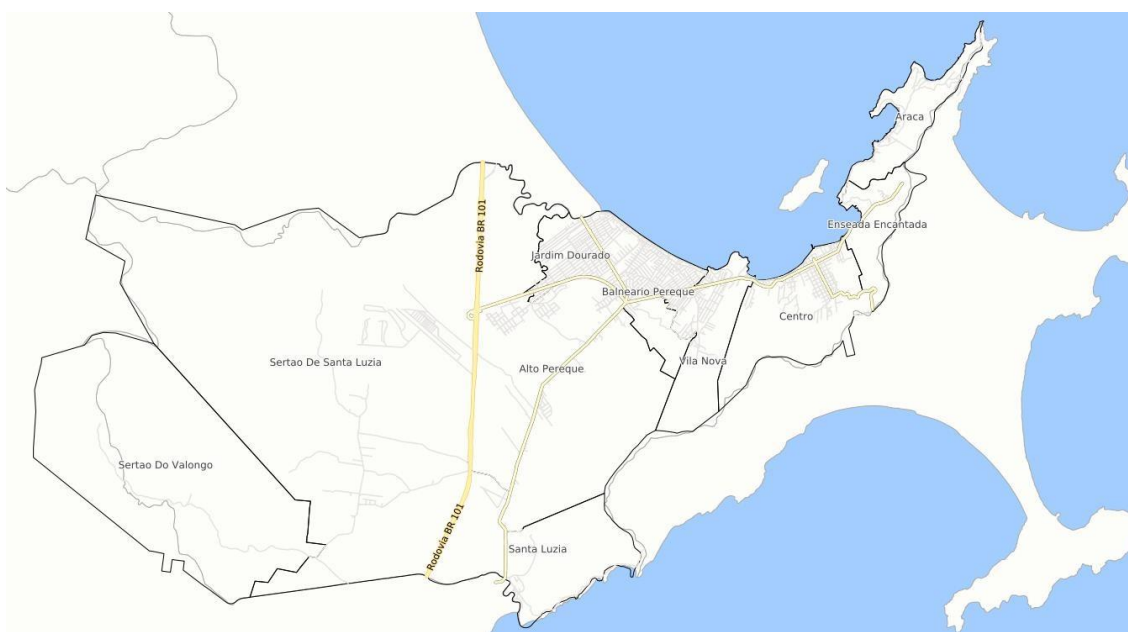 Araca
Enseada Encantada
Rodovia BR 101
Jardim Dourado
Balneario Pereque
Centro
Sertao De Santa Luzia
Alto Pereque
Vila Nova
Sertao Do Valongo
Rodovia BR 101
Santa Luzia